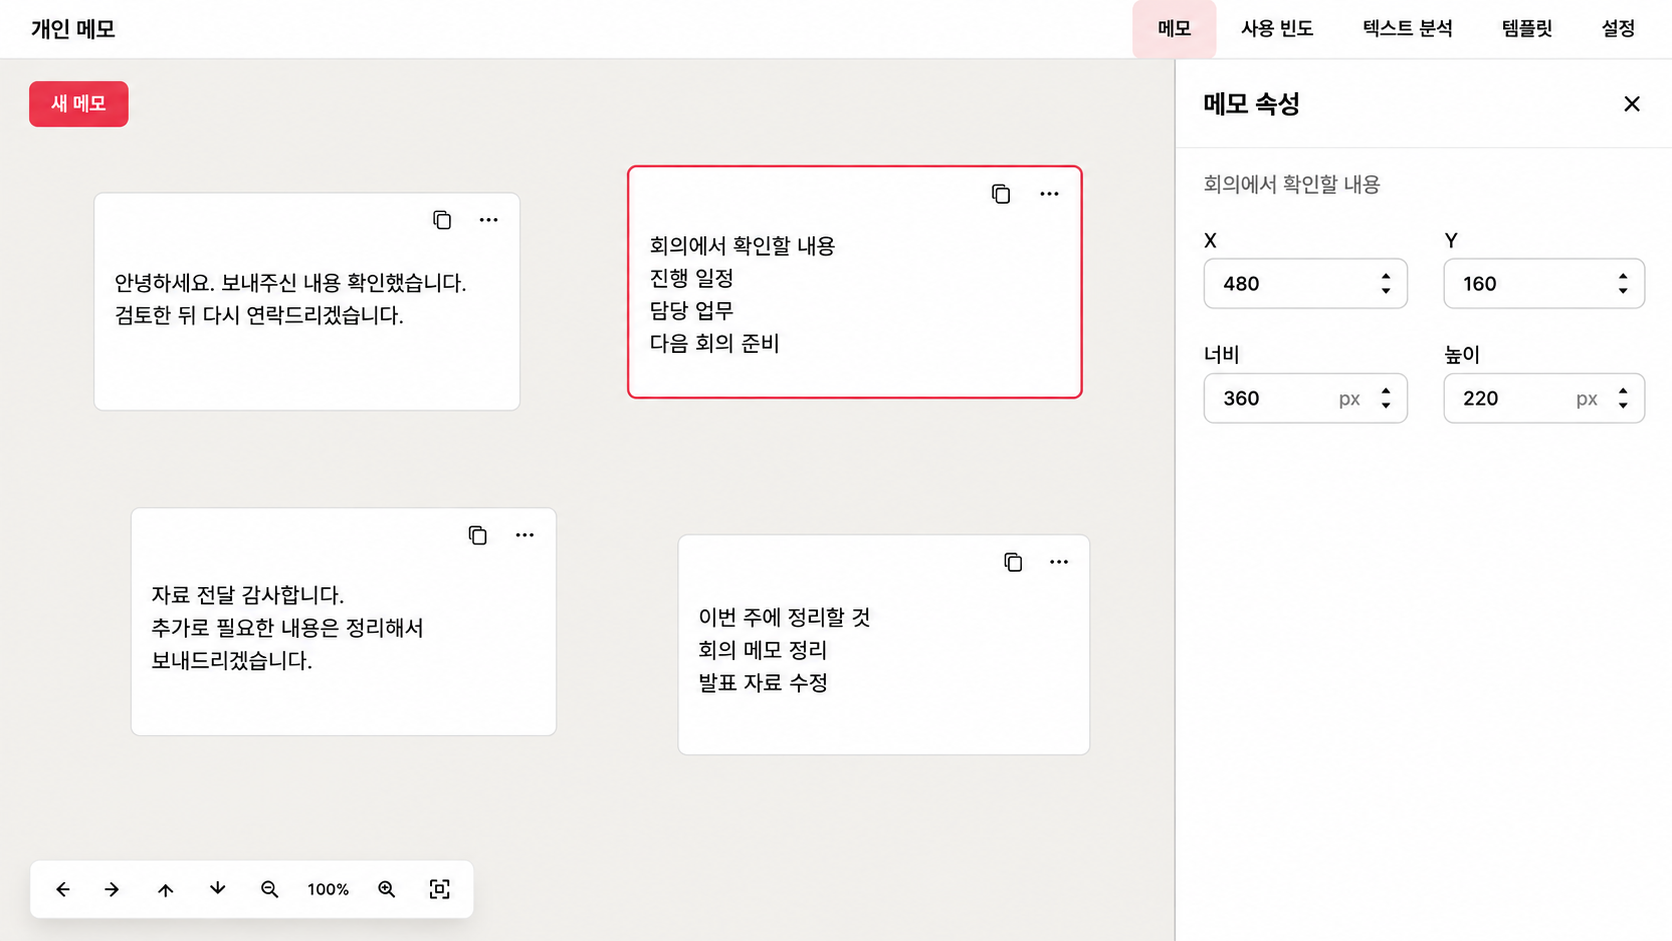 개인 메모
메모
사용 빈도
텍스트 분석
템플릿
설정
새 메모
안녕하세요. 보내주신 내용 확인했습니다.
검토한 뒤 다시 연락드리겠습니다.
회의에서 확인할 내용
진행 일정
담당 업무
다음 회의 준비
자료 전달 감사합니다.
추가로 필요한 내용은 정리해서
보내드리겠습니다.
이번 주에 정리할 것
회의 메모 정리
발표 자료 수정
100%
메모 속성
회의에서 확인할 내용
X
Y
480
160
너비
높이
360 px
220 px